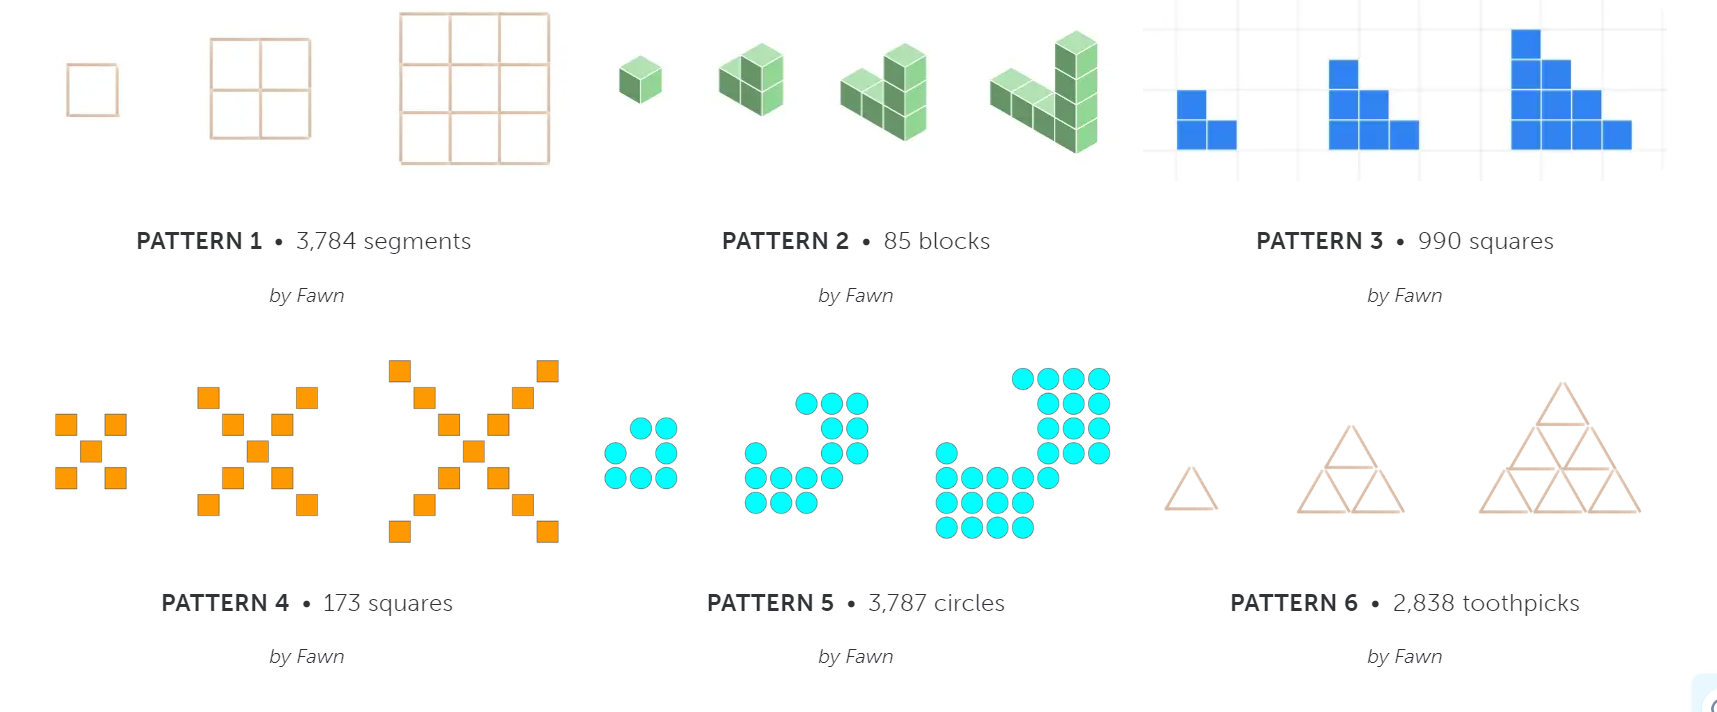 PATTERN 1 • 3,784 segments
PATTERN 2 • 85 blocks
PATTERN 3 • 990 squares
by Fawn
by Fawn
by Fawn
PATTERN 4 • 173 squares
PATTERN 5 • 3,787 circles
PATTERN 6 • 2,838 toothpicks
by Fawn
by Fawn
by Fawn